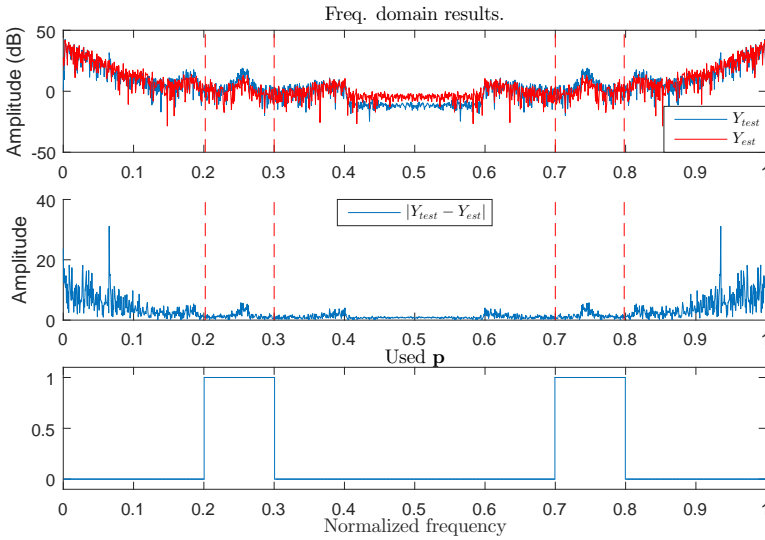 Freq. domain results.
Amplitude (dB)
50
0
-50
Y_test
Y_est
0 0.1 0.2 0.3 0.4 0.5 0.6 0.7 0.8 0.9 1
Amplitude
40
20
0
|Y_test − Y_est|
0 0.1 0.2 0.3 0.4 0.5 0.6 0.7 0.8 0.9 1
Used p
1
0.5
0
0 0.1 0.2 0.3 0.4 0.5 0.6 0.7 0.8 0.9 1
Normalized frequency